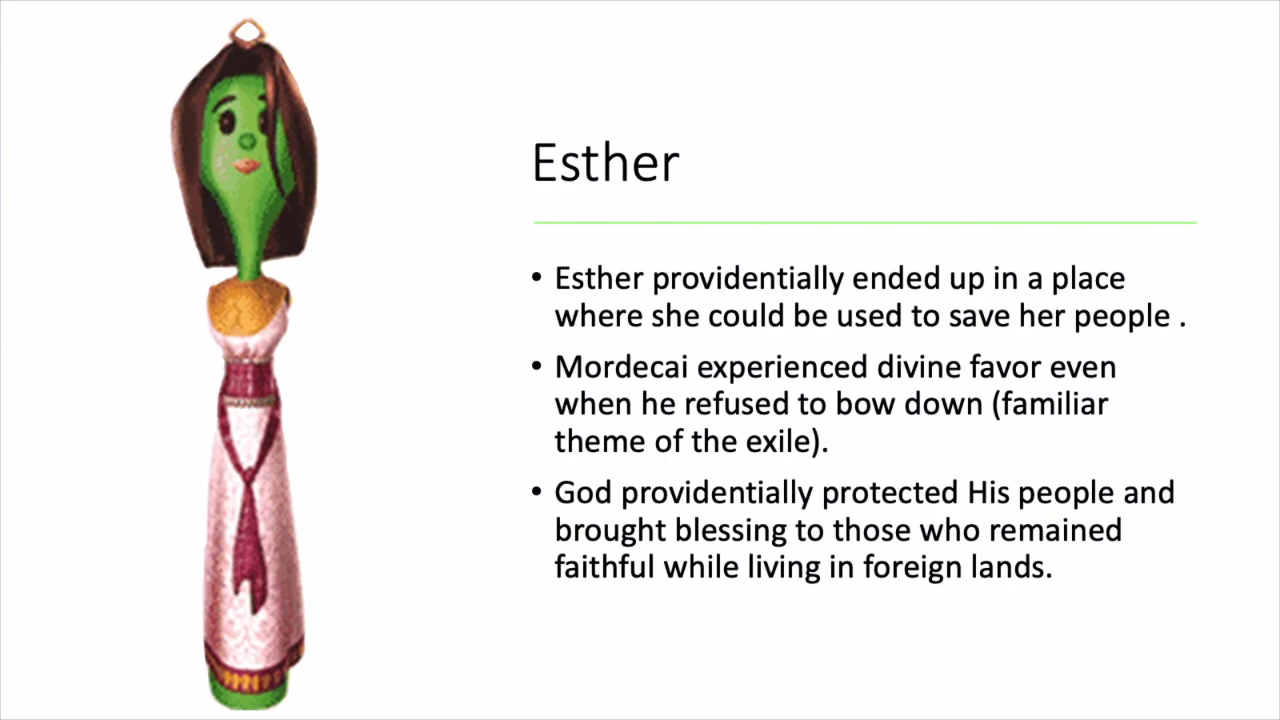 Esther
• Esther providentially ended up in a place
where she could be used to save her people .
• Mordecai experienced divine favor even
when he refused to bow down (familiar
theme of the exile).
• God providentially protected His people and
brought blessing to those who remained
faithful while living in foreign lands.